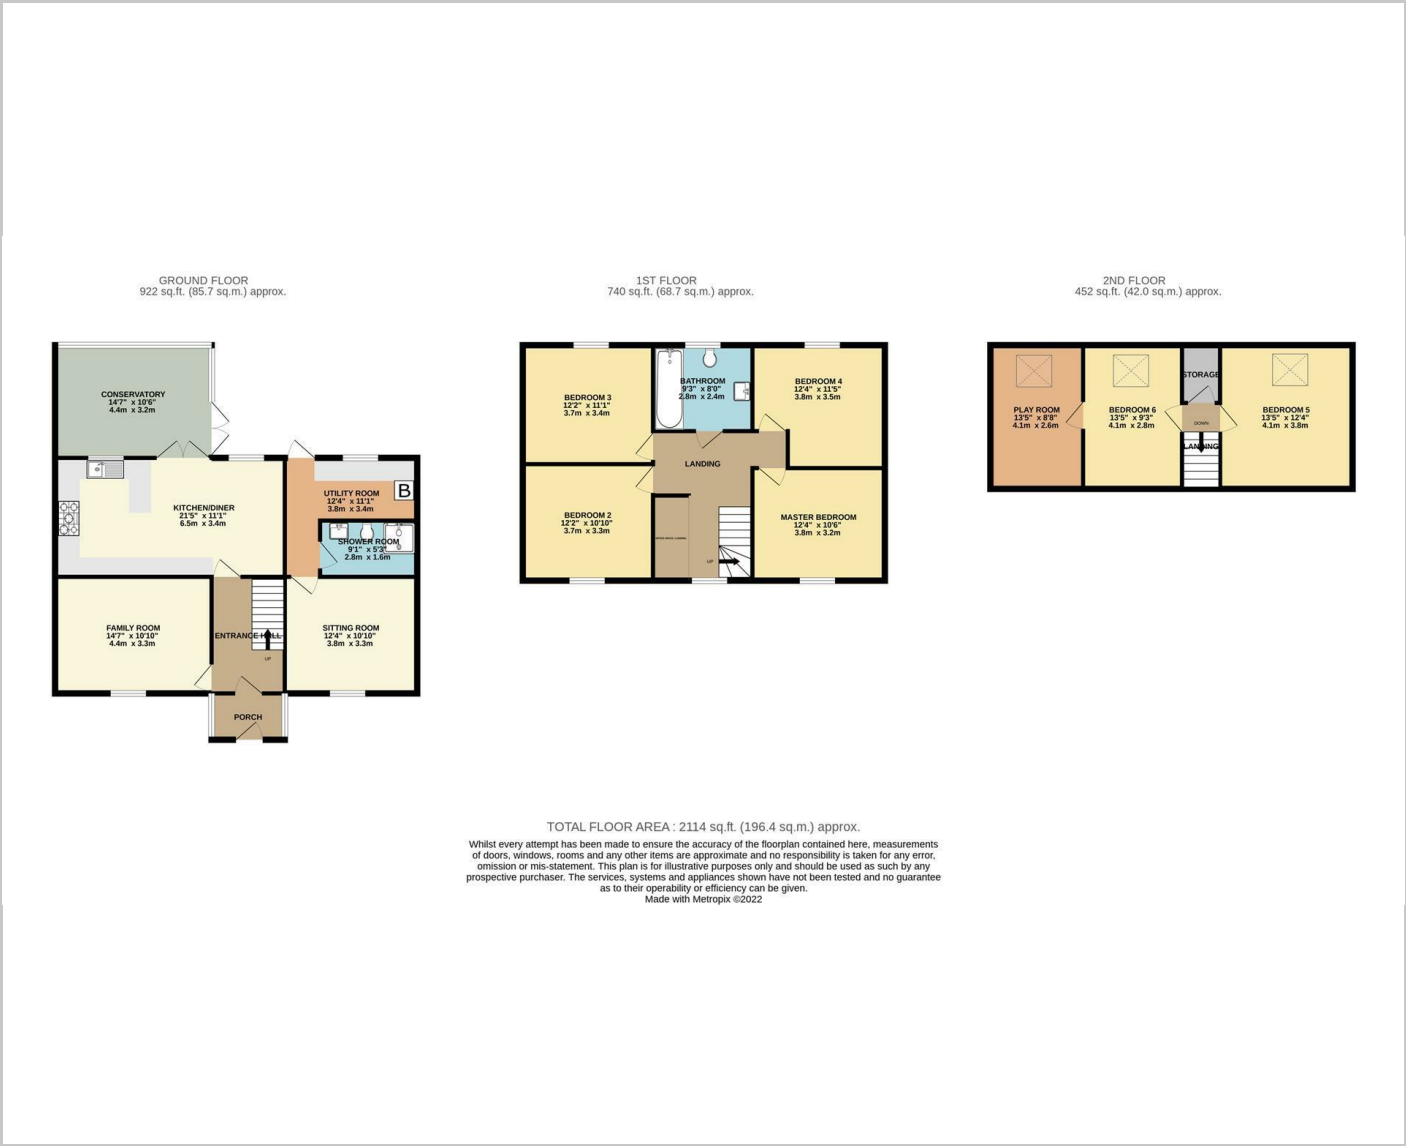 GROUND FLOOR
922 sq.ft. (85.7 sq.m.) approx.
1ST FLOOR
740 sq.ft. (68.7 sq.m.) approx.
2ND FLOOR
452 sq.ft. (42.0 sq.m.) approx.
CONSERVATORY
14'7" x 10'6"
4.4m x 3.2m
KITCHEN/DINER
21'5" x 11'1"
6.5m x 3.4m
UTILITY ROOM
12'4" x 11'1"
3.8m x 3.4m
B
SHOWER ROOM
9'1" x 5'3"
2.8m x 1.6m
FAMILY ROOM
14'7" x 10'10"
4.4m x 3.3m
ENTRANCE HALL
UP
SITTING ROOM
12'4" x 10'10"
3.8m x 3.3m
PORCH
BEDROOM 3
12'2" x 11'1"
3.7m x 3.4m
BATHROOM
9'3" x 8'0"
2.8m x 2.4m
BEDROOM 4
12'4" x 11'5"
3.8m x 3.5m
LANDING
BEDROOM 2
12'2" x 10'10"
3.7m x 3.3m
UP
MASTER BEDROOM
12'4" x 10'6"
3.8m x 3.2m
PLAY ROOM
13'5" x 8'8"
4.1m x 2.6m
BEDROOM 6
13'5" x 9'3"
4.1m x 2.8m
STORAGE
DOWN
LANDING
BEDROOM 5
13'5" x 12'4"
4.1m x 3.8m
TOTAL FLOOR AREA : 2114 sq.ft. (196.4 sq.m.) approx.
Whilst every attempt has been made to ensure the accuracy of the floorplan contained here, measurements
of doors, windows, rooms and any other items are approximate and no responsibility is taken for any error,
omission or mis-statement. This plan is for illustrative purposes only and should be used as such by any
prospective purchaser. The services, systems and appliances shown have not been tested and no guarantee
as to their operability or efficiency can be given.
Made with Metropix ©2022